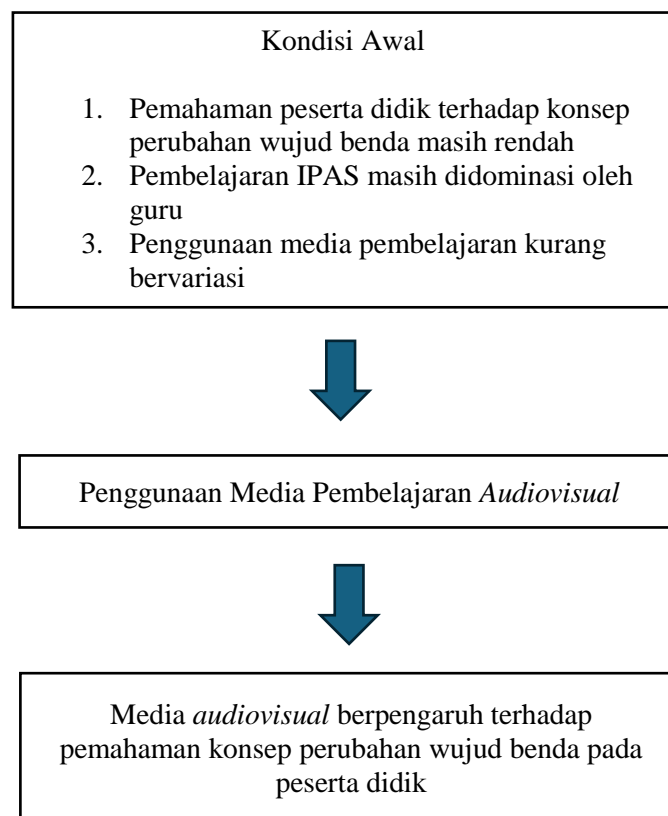 Kondisi Awal
1. Pemahaman peserta didik terhadap konsep
perubahan wujud benda masih rendah
2. Pembelajaran IPAS masih didominasi oleh
guru
3. Penggunaan media pembelajaran kurang
bervariasi
Penggunaan Media Pembelajaran Audiovisual
Media audiovisual berpengaruh terhadap
pemahaman konsep perubahan wujud benda pada
peserta didik